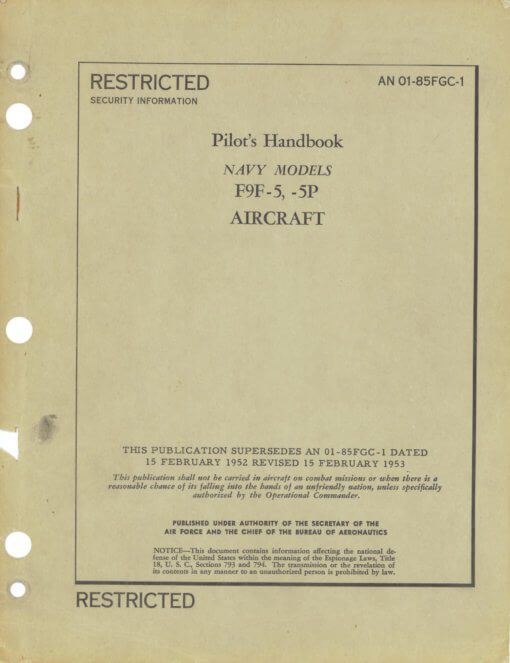 RESTRICTED
AN 01-85FGC-1
SECURITY INFORMATION
Pilot's Handbook
NAVY MODELS
F9F-5, -5P
AIRCRAFT
THIS PUBLICATION SUPERSEDES AN 01-85FGC-1 DATED
15 FEBRUARY 1952 REVISED 15 FEBRUARY 1953
This publication shall not be carried in aircraft on combat missions or when there is a
reasonable chance of its falling into the hands of an unfriendly nation, unless specifically
authorized by the Operational Commander.
PUBLISHED UNDER AUTHORITY OF THE SECRETARY OF THE
AIR FORCE AND THE CHIEF OF THE BUREAU OF AERONAUTICS
NOTICE—This document contains information affecting the national de-
fense of the United States within the meaning of the Espionage Laws, Title
18, U. S. C., Sections 793 and 794. The transmission or the revelation of
its contents in any manner to an unauthorized person is prohibited by law.
RESTRICTED